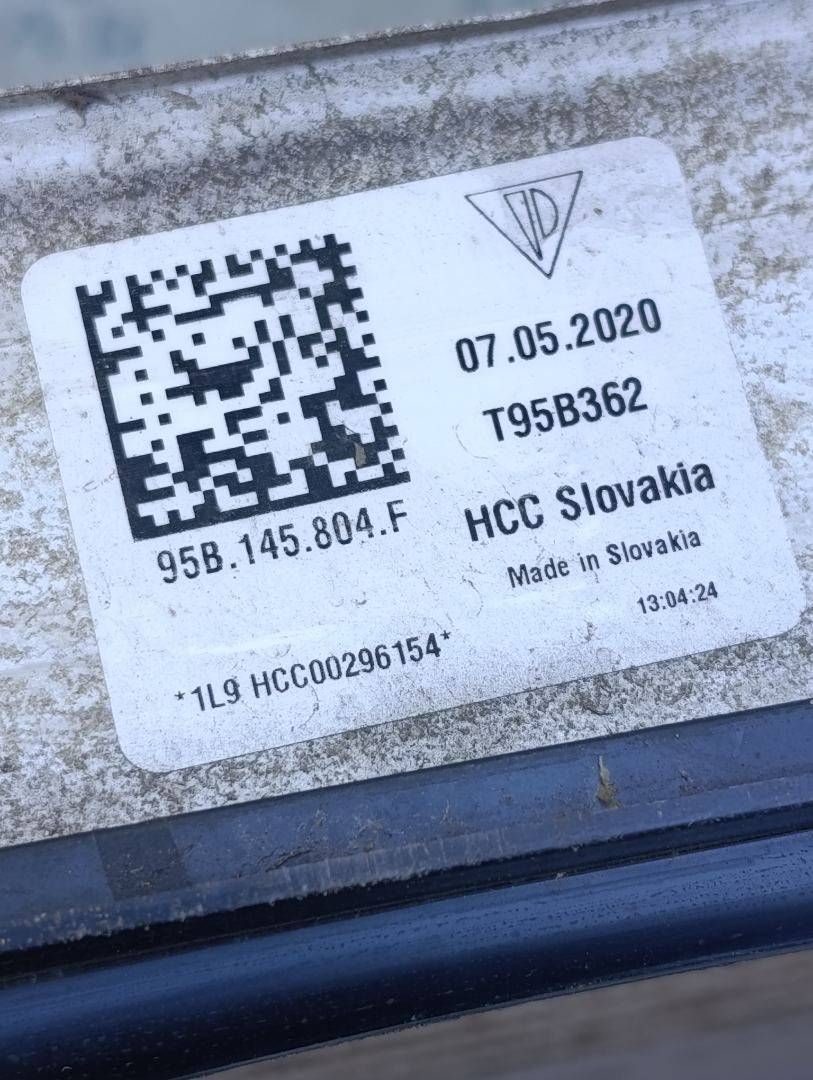 07.05.2020
T95B362
95B.145.804.F
HCC Slovakia
Made in Slovakia
13:04:24
*1L9 HCC00296154*